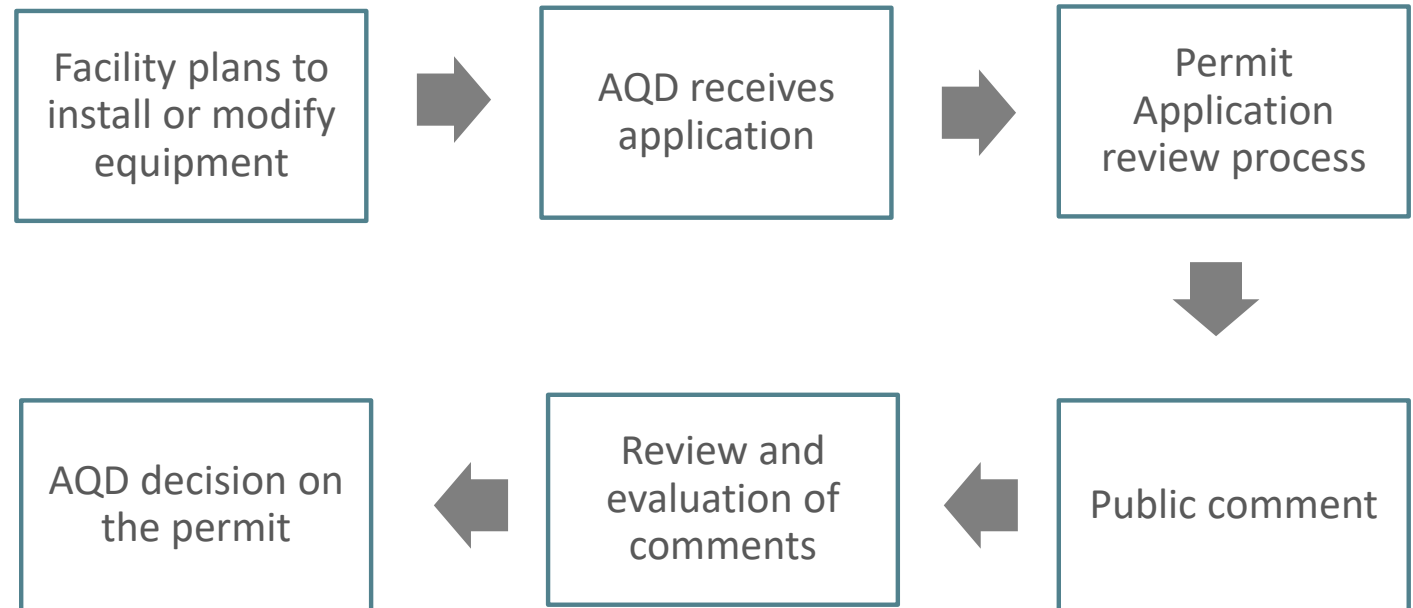 Facility plans to
install or modify
equipment
AQD receives
application
Permit
Application
review process
Public comment
Review and
evaluation of
comments
AQD decision on
the permit